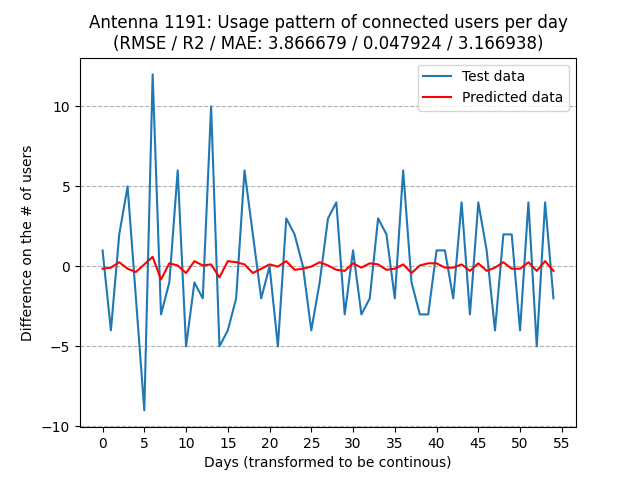 Antenna 1191: Usage pattern of connected users per day
(RMSE / R2 / MAE: 3.866679 / 0.047924 / 3.166938)
Test data
Predicted data
Difference on the # of users
10
5
0
−5
−10
0 5 10 15 20 25 30 35 40 45 50 55
Days (transformed to be continous)